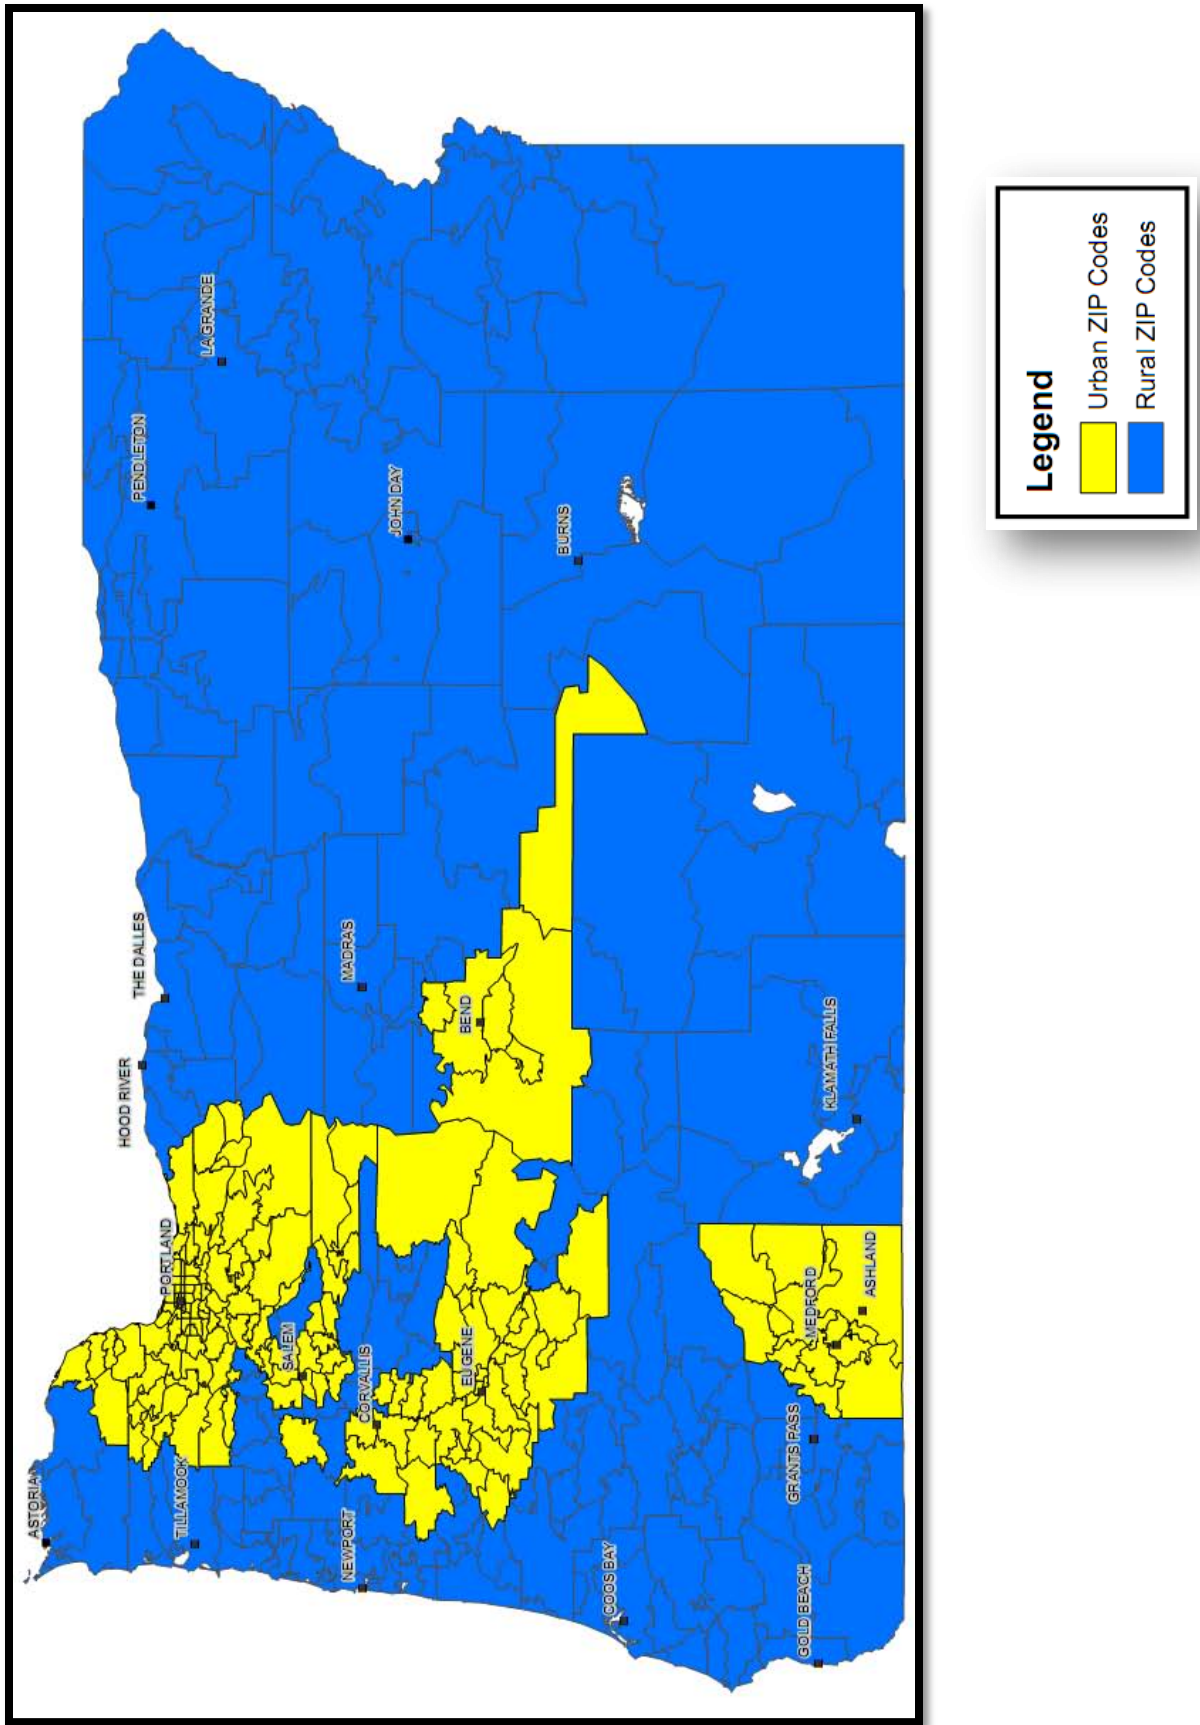 ASTORIA
PORTLAND
HOOD RIVER
THE DALLES
PENDLETON
LA GRANDE
TILLAMOOK
SALEM
MADRAS
JOHN DAY
NEWPORT
CORVALLIS
EUGENE
BEND
BURNS
COOS BAY
GOLD BEACH
GRANTS PASS
MEDFORD
ASHLAND
KLAMATH FALLS
Legend
Urban ZIP Codes
Rural ZIP Codes